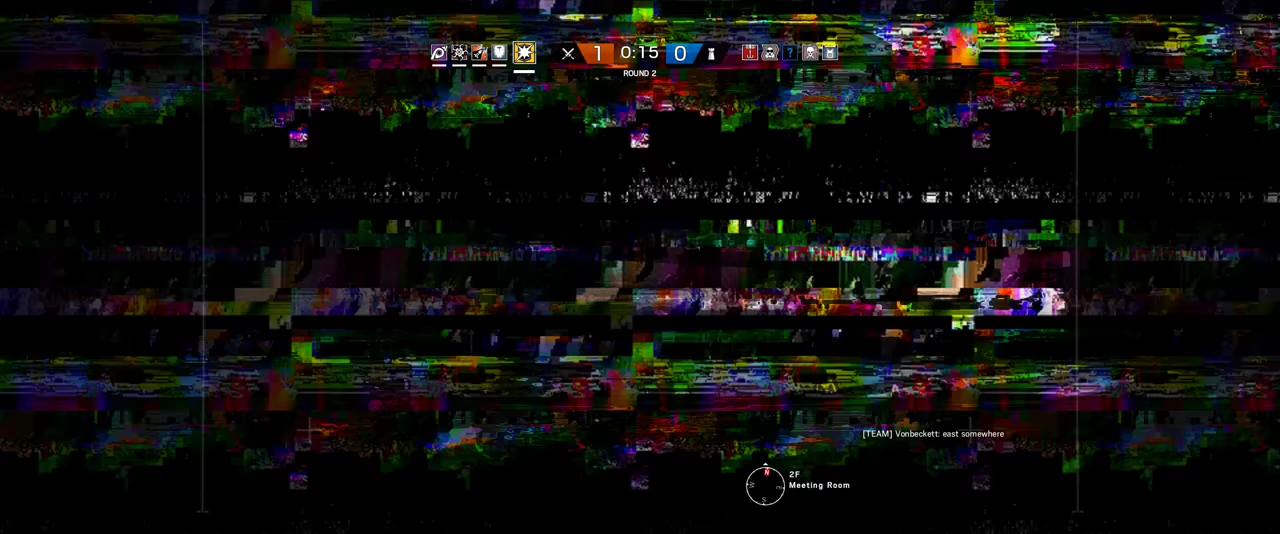 1 0:15 0
ROUND 2
?
[TEAM] Vonbeckett: east somewhere
N
W E
S
2F
Meeting Room